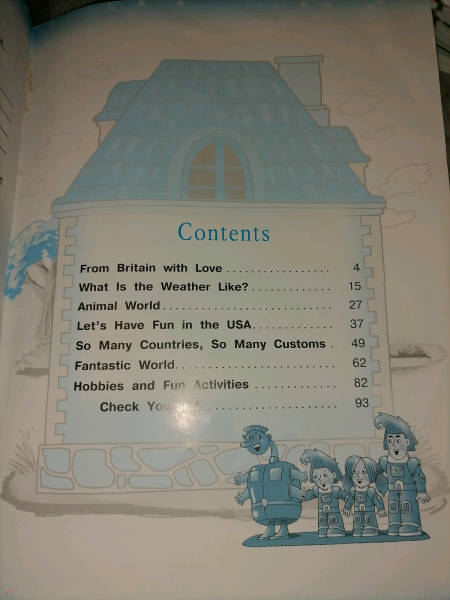 Contents
From Britain with Love . . . . . . . . . . . . . . . . . 4
What Is the Weather Like? . . . . . . . . . . . . . 15
Animal World . . . . . . . . . . . . . . . . . . . . . . . . . . . 27
Let's Have Fun in the USA . . . . . . . . . . . . . 37
So Many Countries, So Many Customs . 49
Fantastic World . . . . . . . . . . . . . . . . . . . . . . . . . 62
Hobbies and Fun Activities . . . . . . . . . . . . . 82
Check Yourself . . . . . . . . . . . . . . . . . . . . . . 93